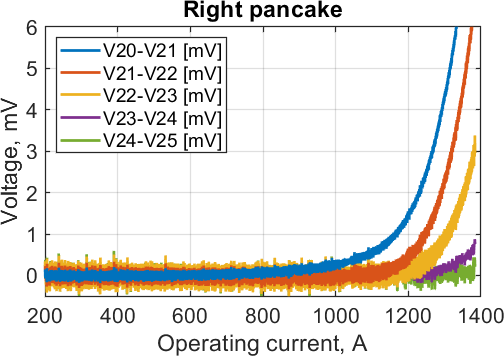 Right pancake
6
5
4
3
2
1
0
Voltage, mV
V20-V21 [mV]
V21-V22 [mV]
V22-V23 [mV]
V23-V24 [mV]
V24-V25 [mV]
200 400 600 800 1000 1200 1400
Operating current, A